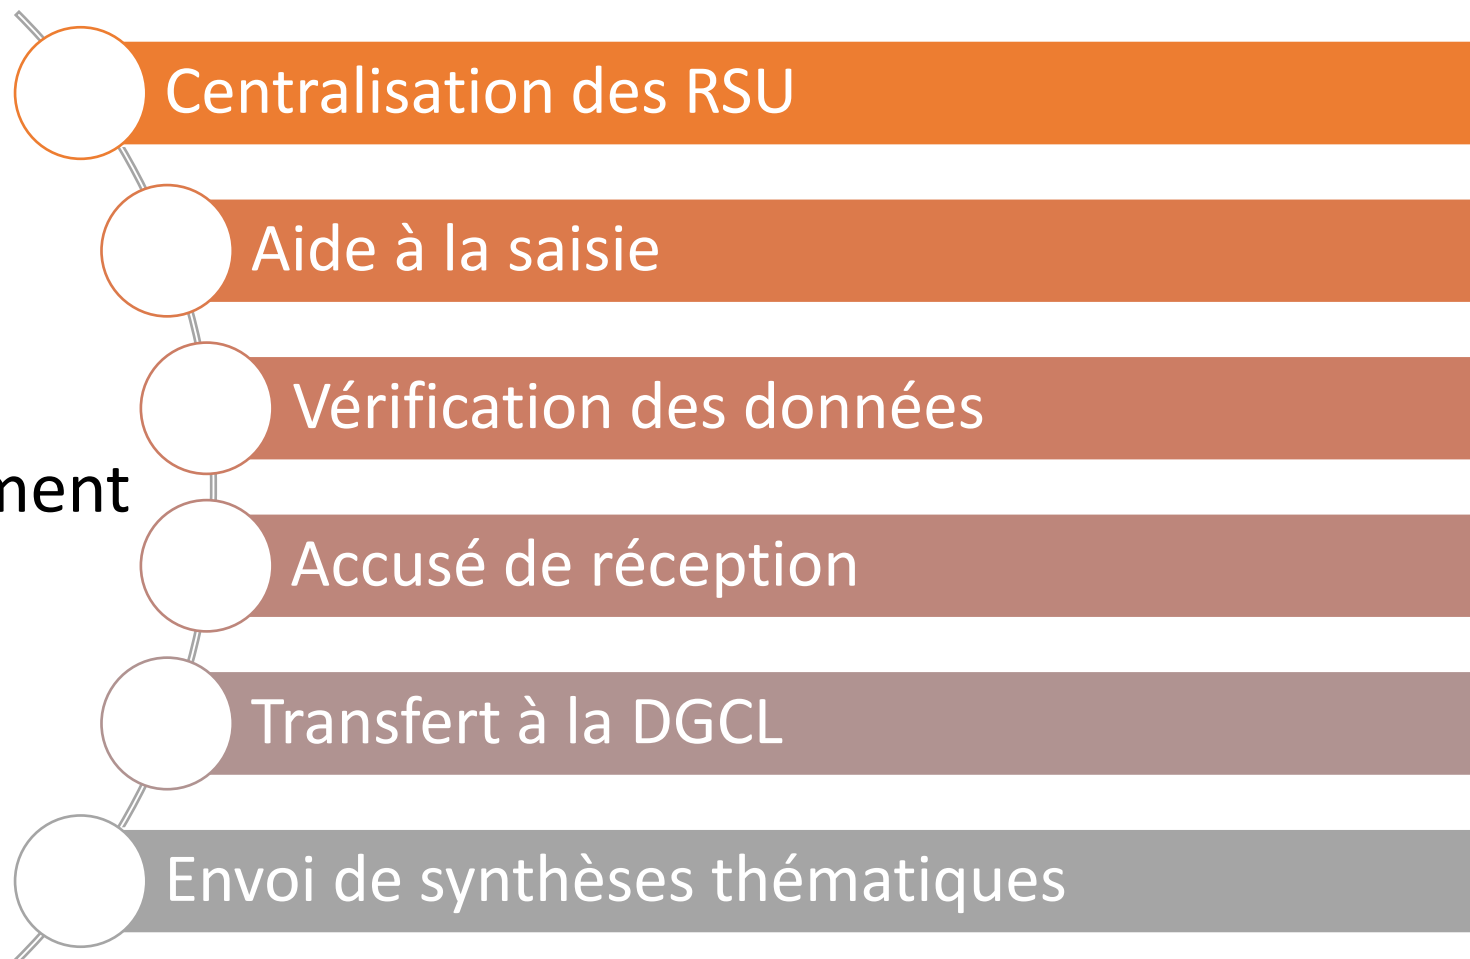 Centralisation des RSU
Aide à la saisie
Vérification des données
Accusé de réception
Transfert à la DGCL
Envoi de synthèses thématiques